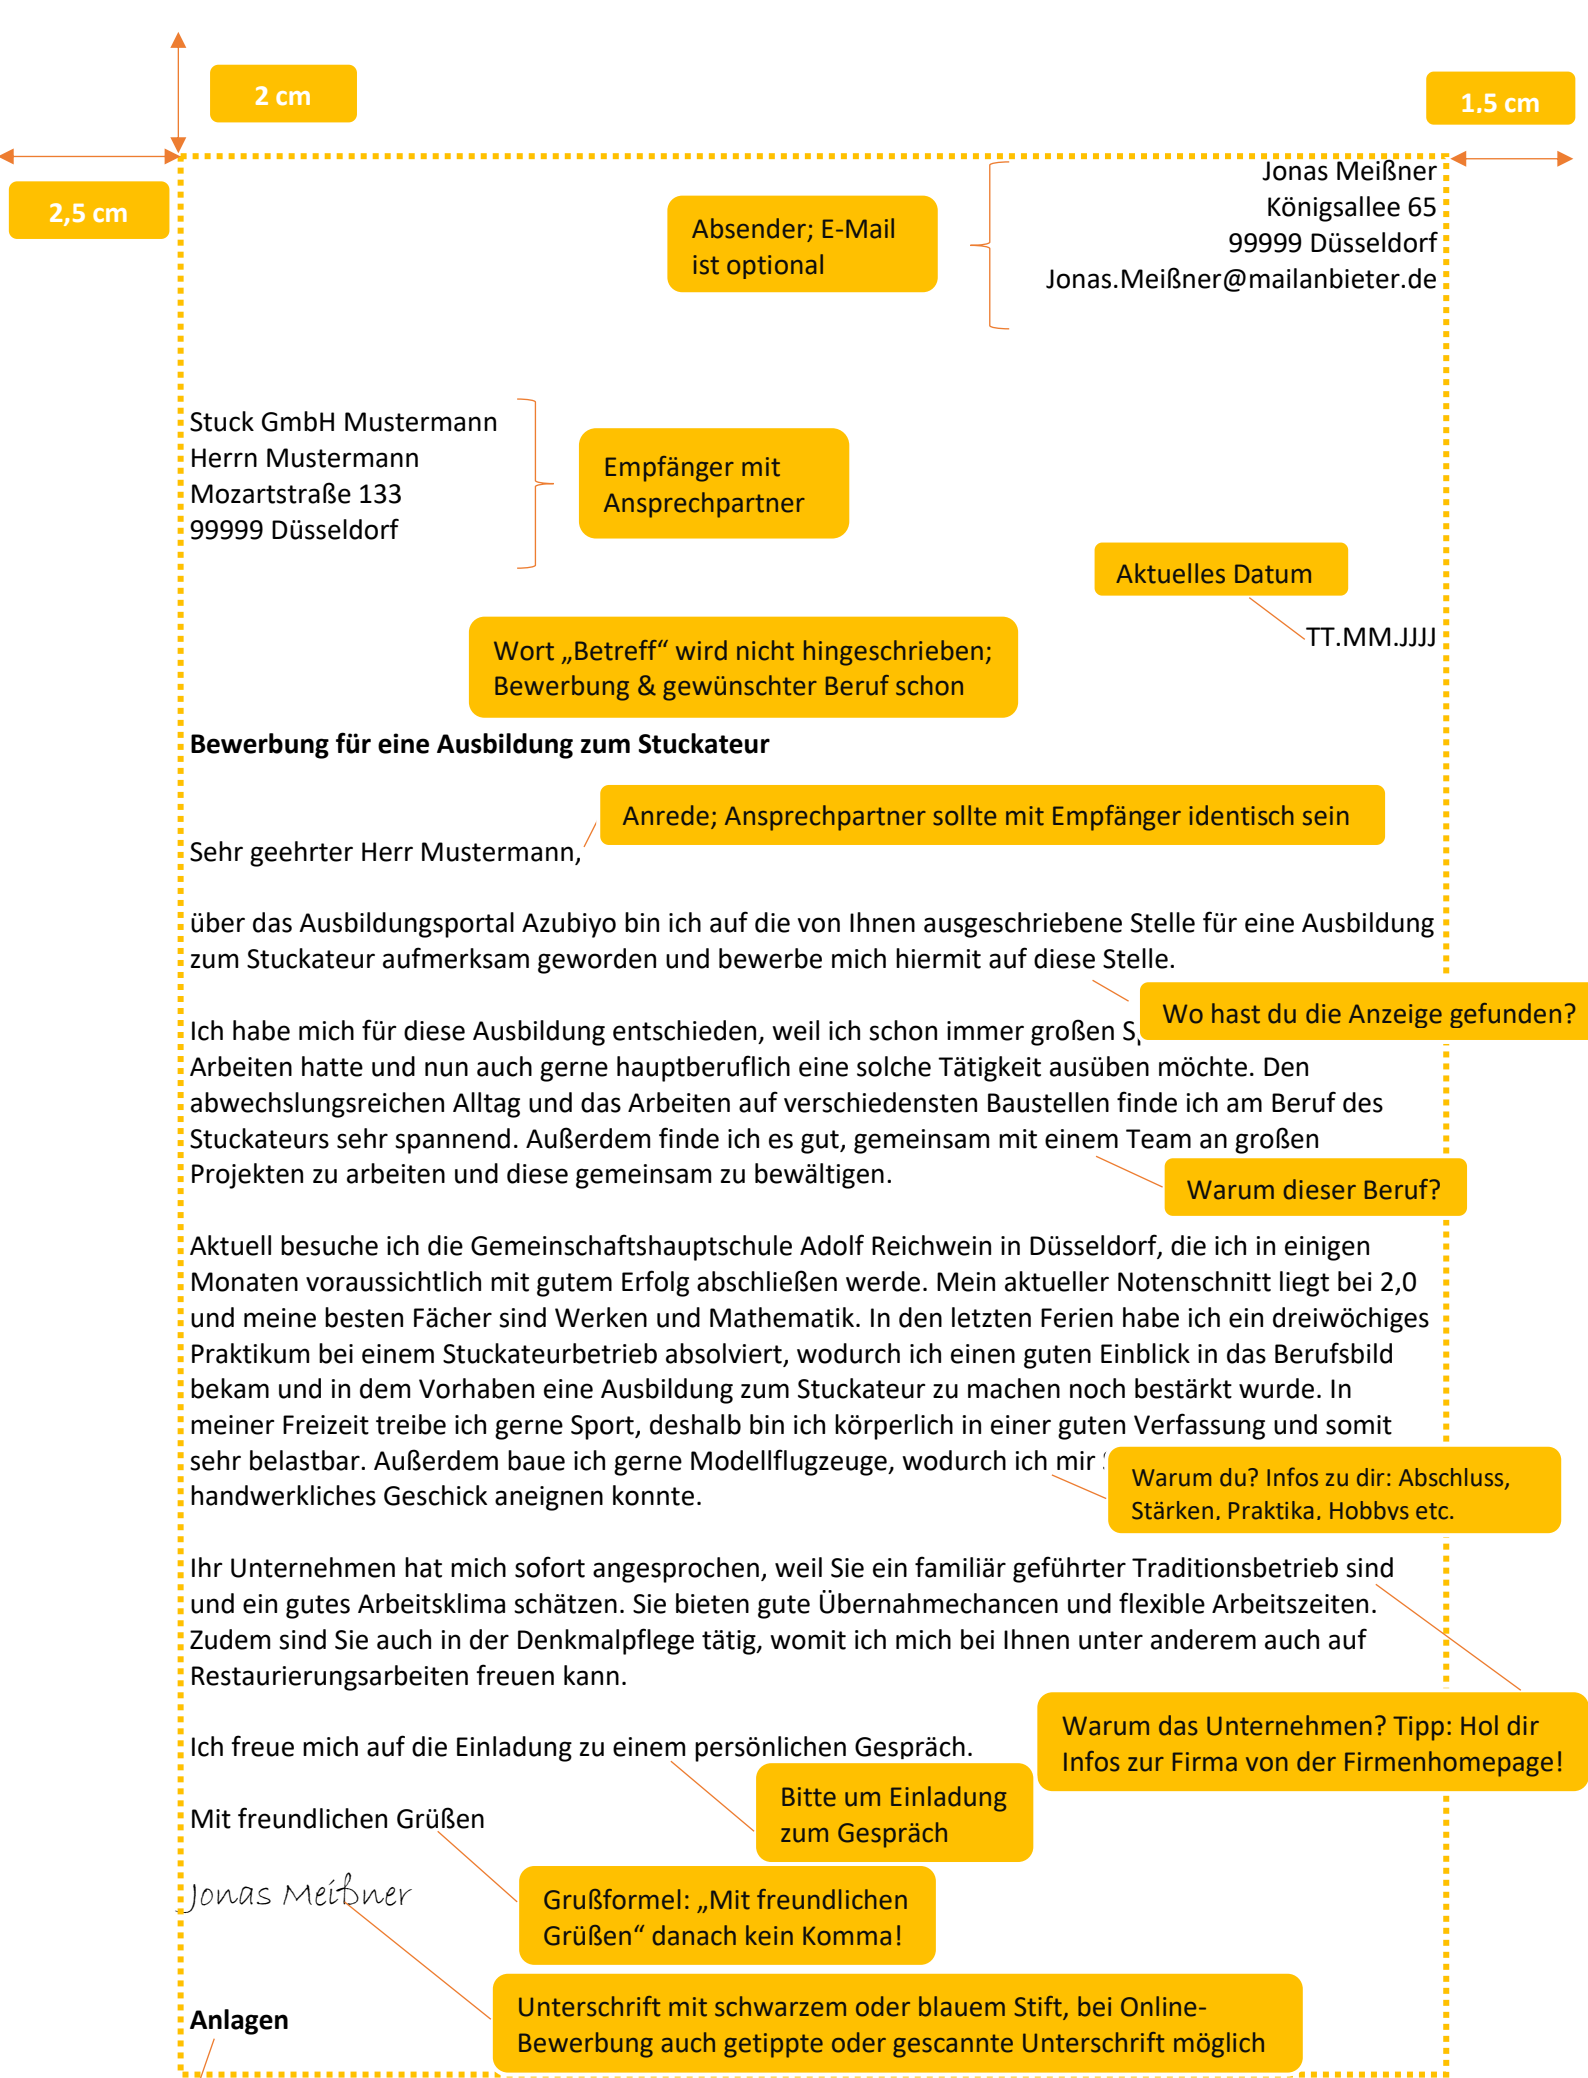 2 cm
1,5 cm
2,5 cm
Absender; E-Mail
ist optional
Jonas Meißner
Königsallee 65
99999 Düsseldorf
Jonas.Meißner@mailanbieter.de
Stuck GmbH Mustermann
Herrn Mustermann
Mozartstraße 133
99999 Düsseldorf
Empfänger mit
Ansprechpartner
Aktuelles Datum
TT.MM.JJJJ
Wort „Betreff“ wird nicht hingeschrieben;
Bewerbung & gewünschter Beruf schon
Bewerbung für eine Ausbildung zum Stuckateur
Anrede; Ansprechpartner sollte mit Empfänger identisch sein
Sehr geehrter Herr Mustermann,
über das Ausbildungsportal Azubiyo bin ich auf die von Ihnen ausgeschriebene Stelle für eine Ausbildung
zum Stuckateur aufmerksam geworden und bewerbe mich hiermit auf diese Stelle.
Wo hast du die Anzeige gefunden?
Ich habe mich für diese Ausbildung entschieden, weil ich schon immer großen
Arbeiten hatte und nun auch gerne hauptberuflich eine solche Tätigkeit ausüben möchte. Den
abwechslungsreichen Alltag und das Arbeiten auf verschiedensten Baustellen finde ich am Beruf des
Stuckateurs sehr spannend. Außerdem finde ich es gut, gemeinsam mit einem Team an großen
Projekten zu arbeiten und diese gemeinsam zu bewältigen.
Warum dieser Beruf?
Aktuell besuche ich die Gemeinschaftshauptschule Adolf Reichwein in Düsseldorf, die ich in einigen
Monaten voraussichtlich mit gutem Erfolg abschließen werde. Mein aktueller Notenschnitt liegt bei 2,0
und meine besten Fächer sind Werken und Mathematik. In den letzten Ferien habe ich ein dreiwöchiges
Praktikum bei einem Stuckateurbetrieb absolviert, wodurch ich einen guten Einblick in das Berufsbild
bekam und in dem Vorhaben eine Ausbildung zum Stuckateur zu machen noch bestärkt wurde. In
meiner Freizeit treibe ich gerne Sport, deshalb bin ich körperlich in einer guten Verfassung und somit
sehr belastbar. Außerdem baue ich gerne Modellflugzeuge, wodurch ich mir
handwerkliches Geschick aneignen konnte.
Warum du? Infos zu dir: Abschluss,
Stärken, Praktika, Hobbys etc.
Ihr Unternehmen hat mich sofort angesprochen, weil Sie ein familiär geführter Traditionsbetrieb sind
und ein gutes Arbeitsklima schätzen. Sie bieten gute Übernahmechancen und flexible Arbeitszeiten.
Zudem sind Sie auch in der Denkmalpflege tätig, womit ich mich bei Ihnen unter anderem auch auf
Restaurierungsarbeiten freuen kann.
Warum das Unternehmen? Tipp: Hol dir
Infos zur Firma von der Firmenhomepage!
Ich freue mich auf die Einladung zu einem persönlichen Gespräch.
Bitte um Einladung
zum Gespräch
Mit freundlichen Grüßen
Jonas Meißner
Grußformel: „Mit freundlichen
Grüßen“ danach kein Komma!
Unterschrift mit schwarzem oder blauem Stift, bei Online-
Bewerbung auch getippte oder gescannte Unterschrift möglich
Anlagen